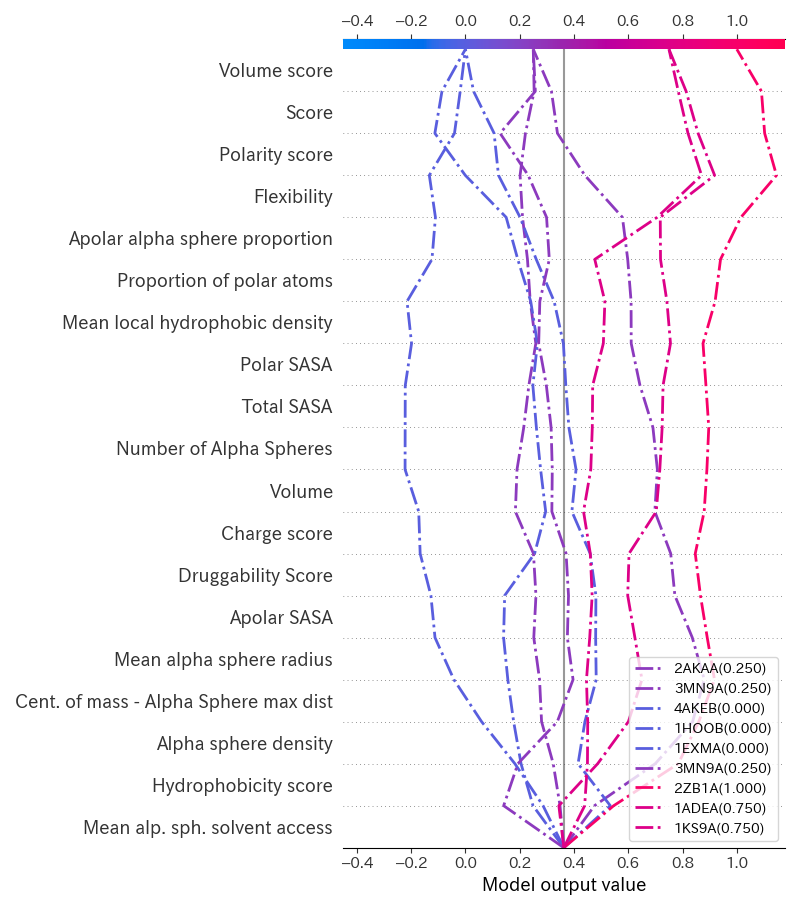 −0.4 −0.2 0.0 0.2 0.4 0.6 0.8 1.0
Volume score
Score
Polarity score
Flexibility
Apolar alpha sphere proportion
Proportion of polar atoms
Mean local hydrophobic density
Polar SASA
Total SASA
Number of Alpha Spheres
Volume
Charge score
Druggability Score
Apolar SASA
Mean alpha sphere radius
Cent. of mass - Alpha Sphere max dist
Alpha sphere density
Hydrophobicity score
Mean alp. sph. solvent access
2AKAA(0.250)
3MN9A(0.250)
4AKEB(0.000)
1HOOB(0.000)
1EXMA(0.000)
3MN9A(0.250)
2ZB1A(1.000)
1ADEA(0.750)
1KS9A(0.750)
−0.4 −0.2 0.0 0.2 0.4 0.6 0.8 1.0
Model output value